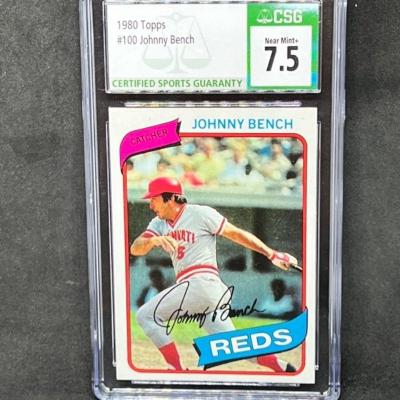 1980 Topps
#100 Johnny Bench
CERTIFIED SPORTS GUARANTY
CSG
Near Mint+
7.5
CATCHER
JOHNNY BENCH
5
Johnny Bench
REDS